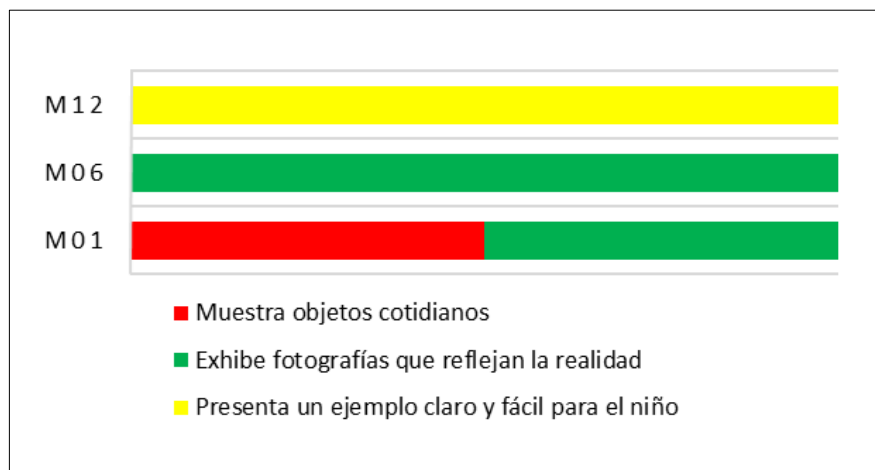 M12
M06
M01
Muestra objetos cotidianos
Exhibe fotografías que reflejan la realidad
Presenta un ejemplo claro y fácil para el niño